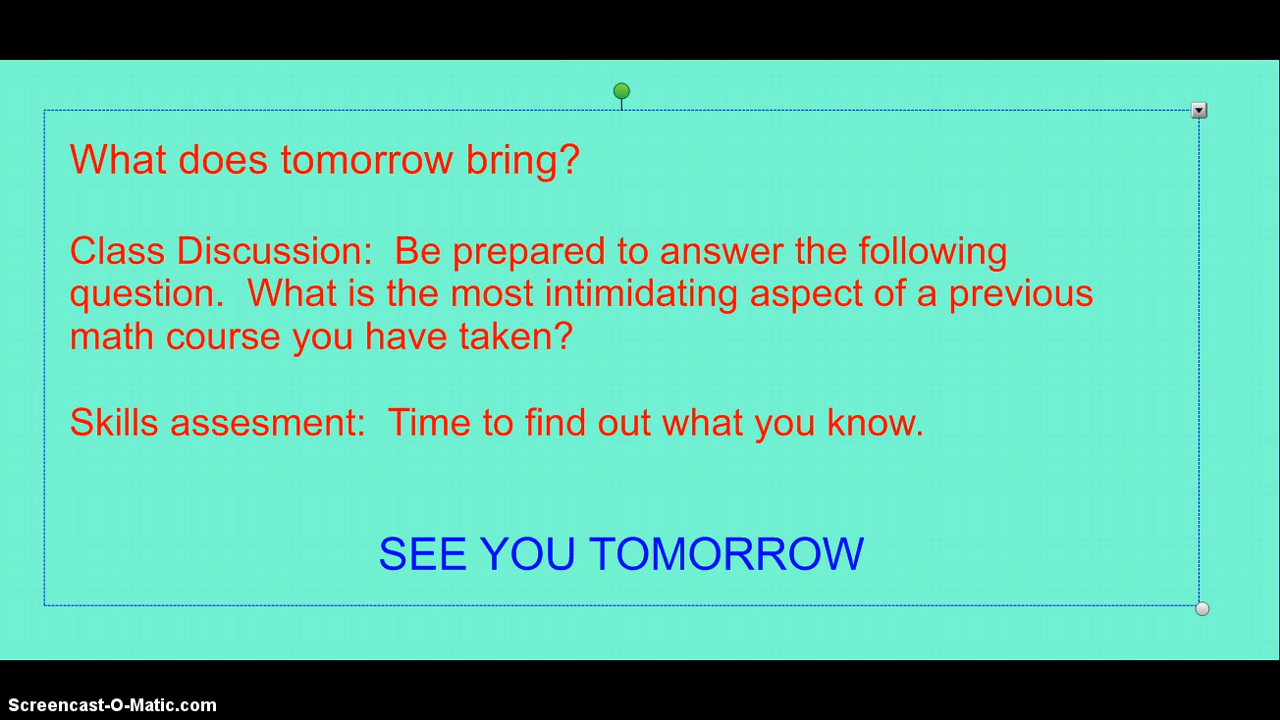 What does tomorrow bring?
Class Discussion:  Be prepared to answer the following
question.  What is the most intimidating aspect of a previous
math course you have taken?
Skills assesment:  Time to find out what you know.
SEE YOU TOMORROW
Screencast-O-Matic.com